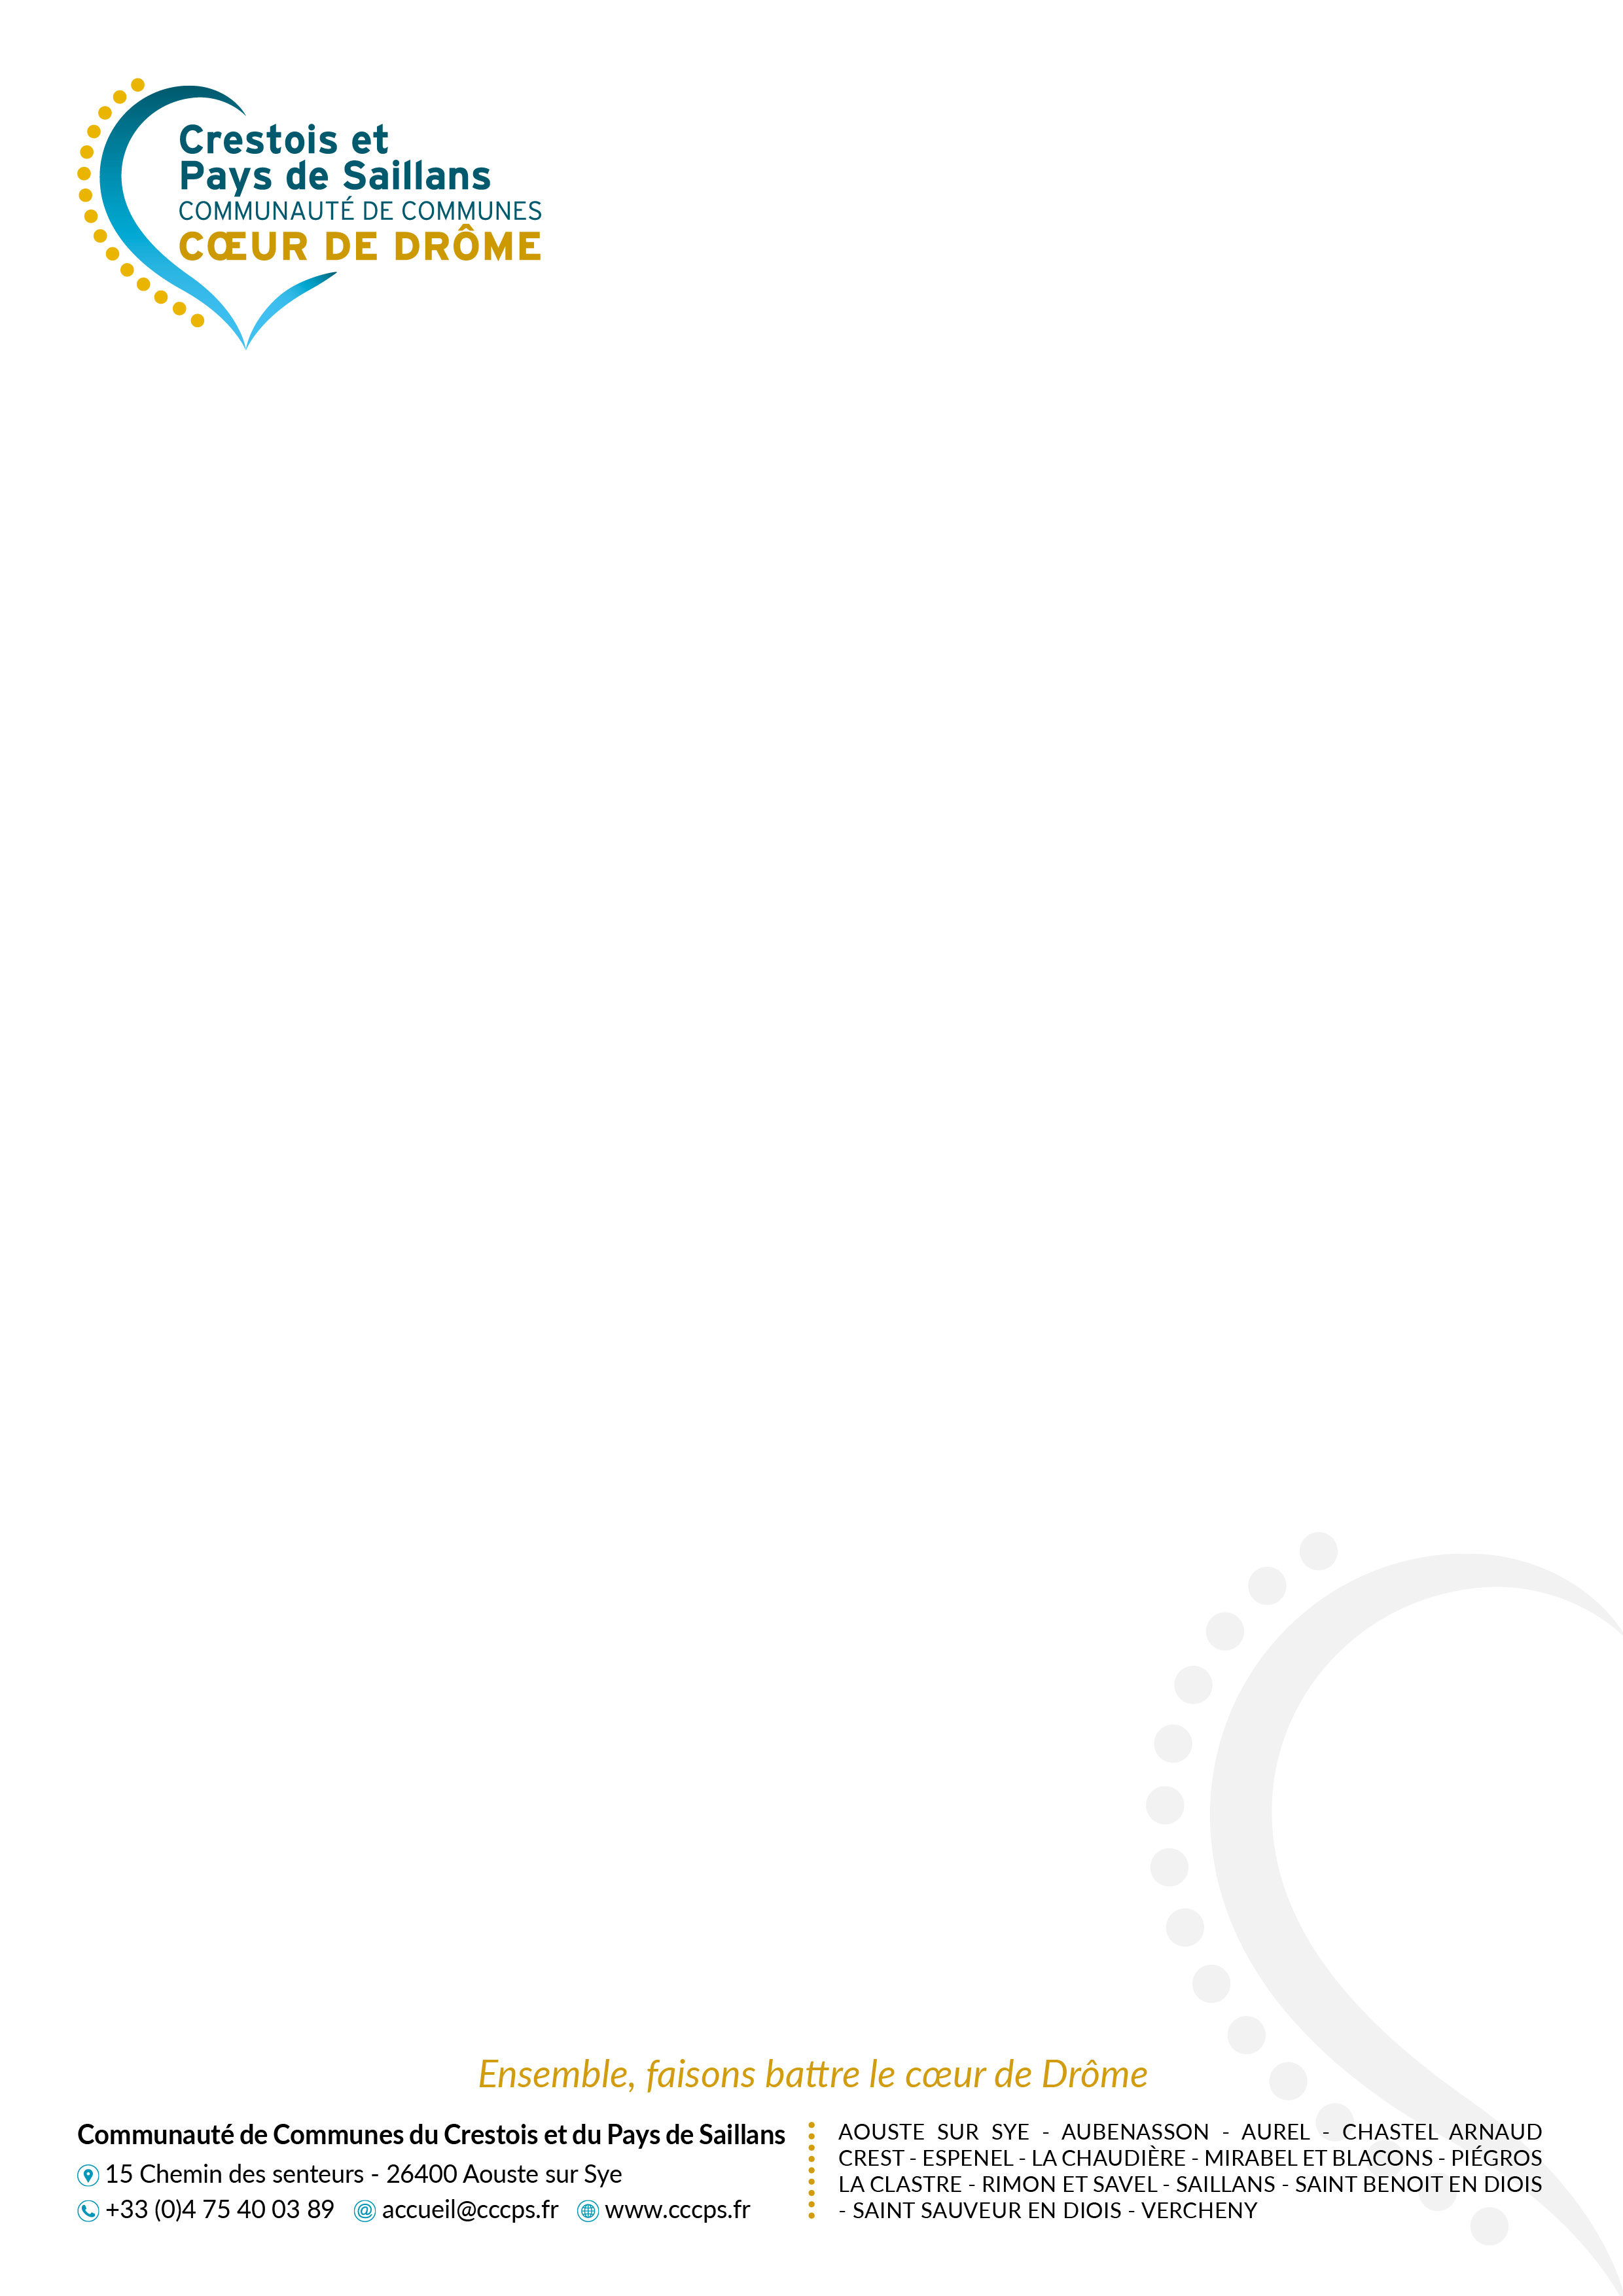 Crestois et
Pays de Saillans
COMMUNAUTÉ DE COMMUNES
CŒUR DE DRÔME
Ensemble, faisons battre le cœur de Drôme
Communauté de Communes du Crestois et du Pays de Saillans
15 Chemin des senteurs - 26400 Aouste sur Sye
+33 (0)4 75 40 03 89 accueil@cccps.fr www.cccps.fr
AOUSTE SUR SYE - AUBENASSON - AUREL - CHASTEL ARNAUD
CREST - ESPENEL - LA CHAUDIÈRE - MIRABEL ET BLACONS - PIÉGROS
LA CLASTRE - RIMON ET SAVEL - SAILLANS - SAINT BENOIT EN DIOIS
- SAINT SAUVEUR EN DIOIS - VERCHENY